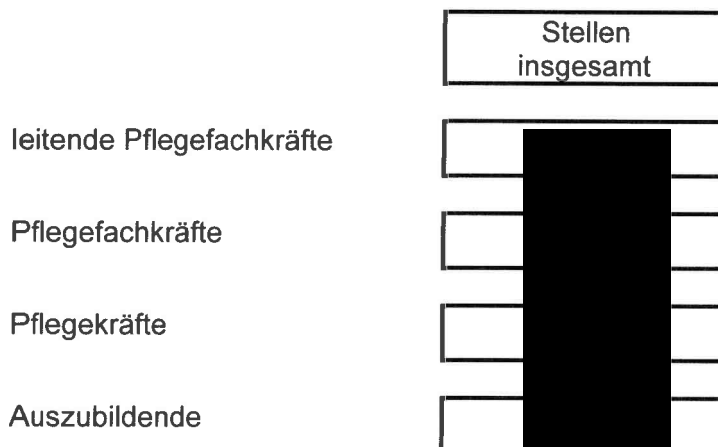 Stellen
insgesamt
leitende Pflegefachkräfte
Pflegefachkräfte
Pflegekräfte
Auszubildende